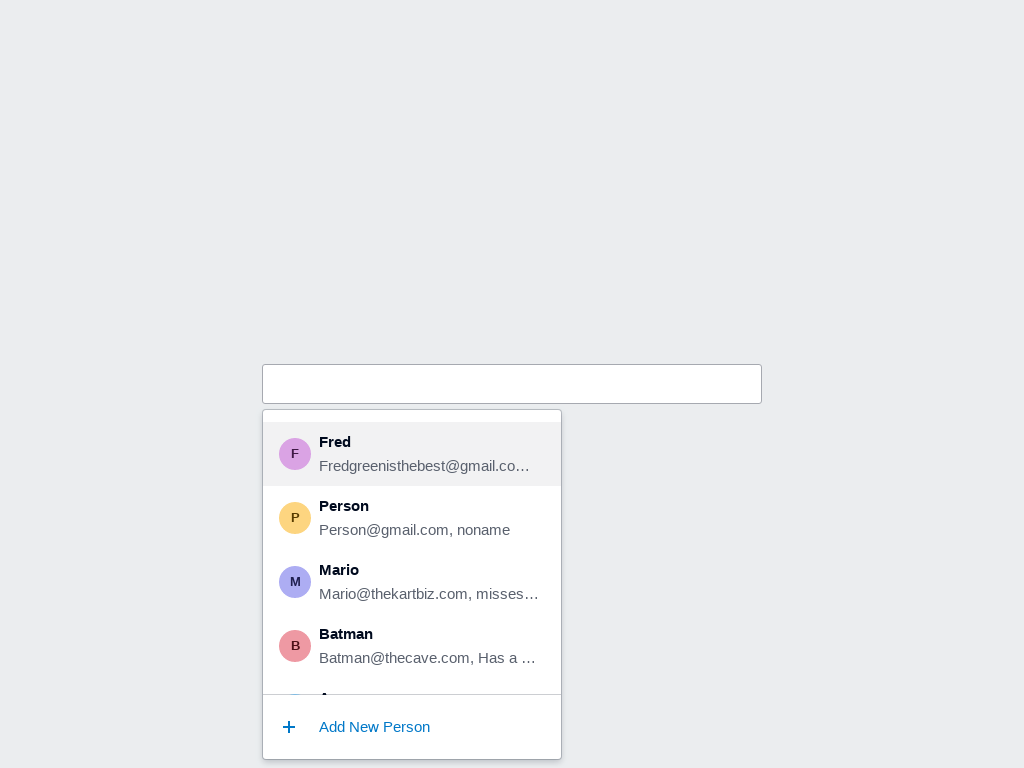 F
Fred
Fredgreenisthebest@gmail.co…
P
Person
Person@gmail.com, noname
M
Mario
Mario@thekartbiz.com, misses…
B
Batman
Batman@thecave.com, Has a …
Add New Person